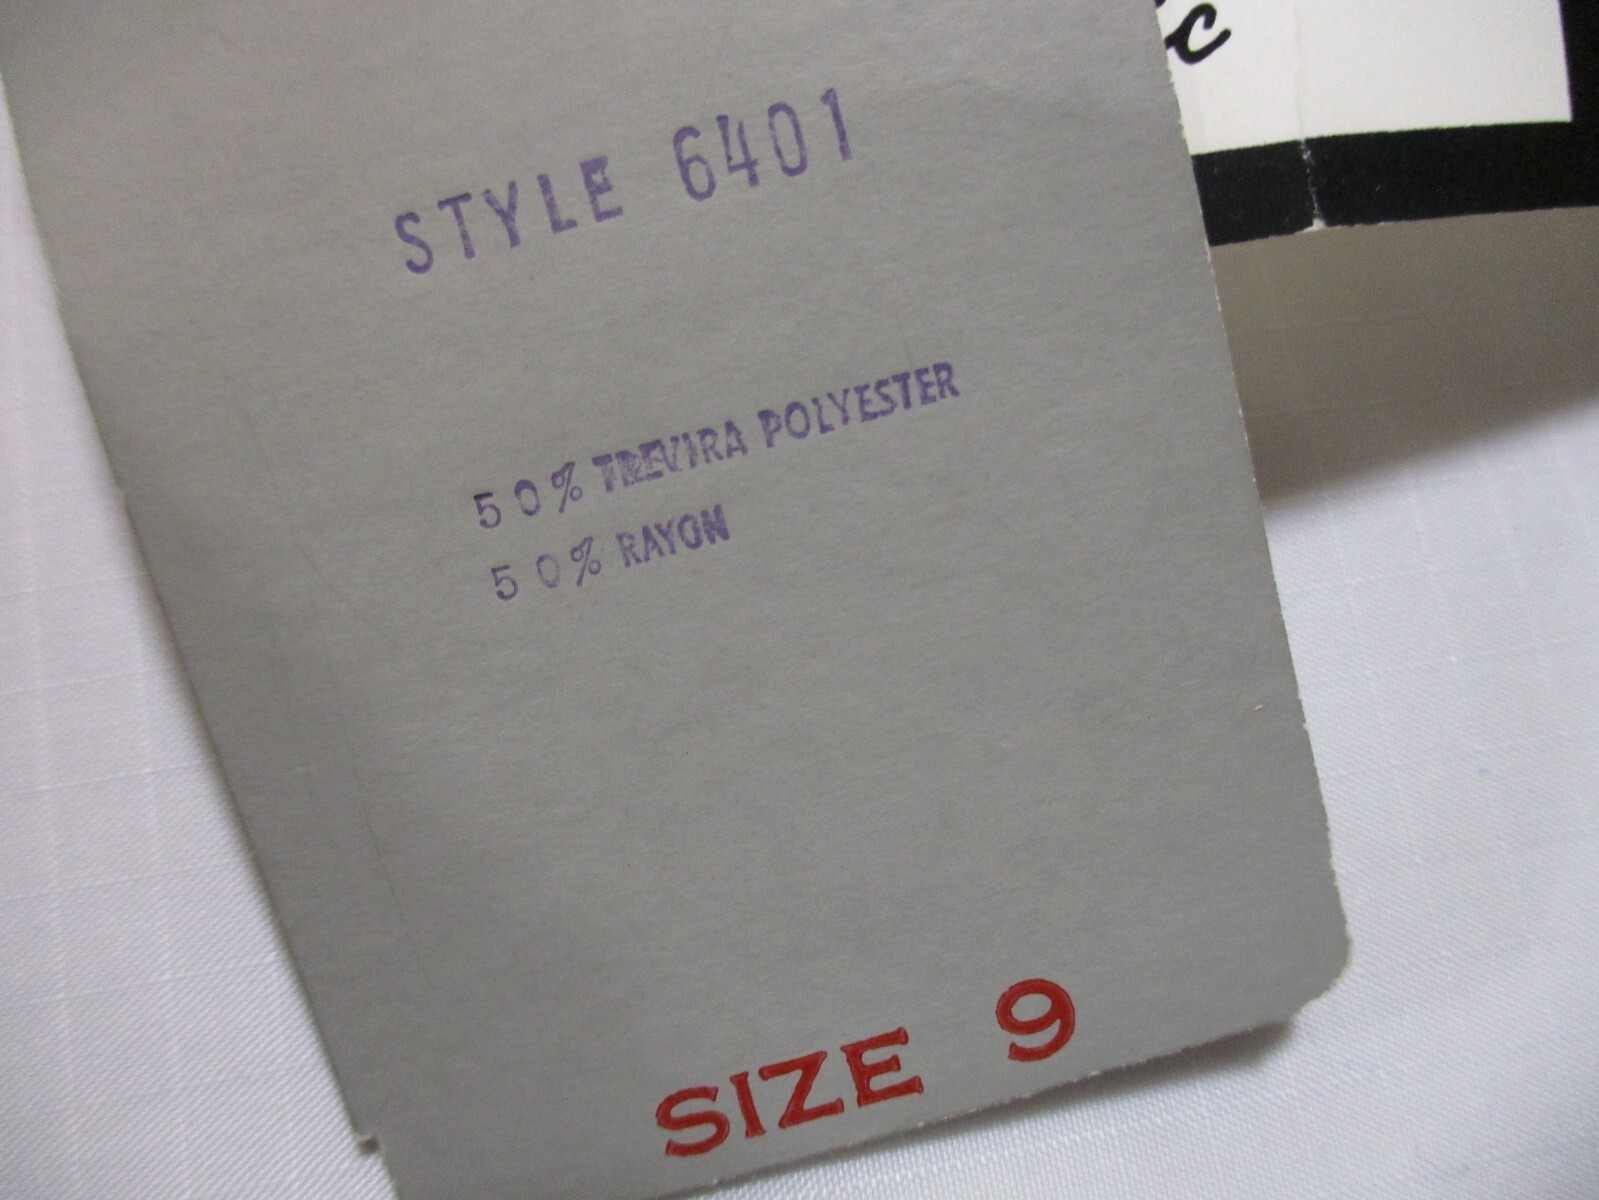 STYLE 6401
50% TREVIRA POLYESTER
50% RAYON
SIZE 9